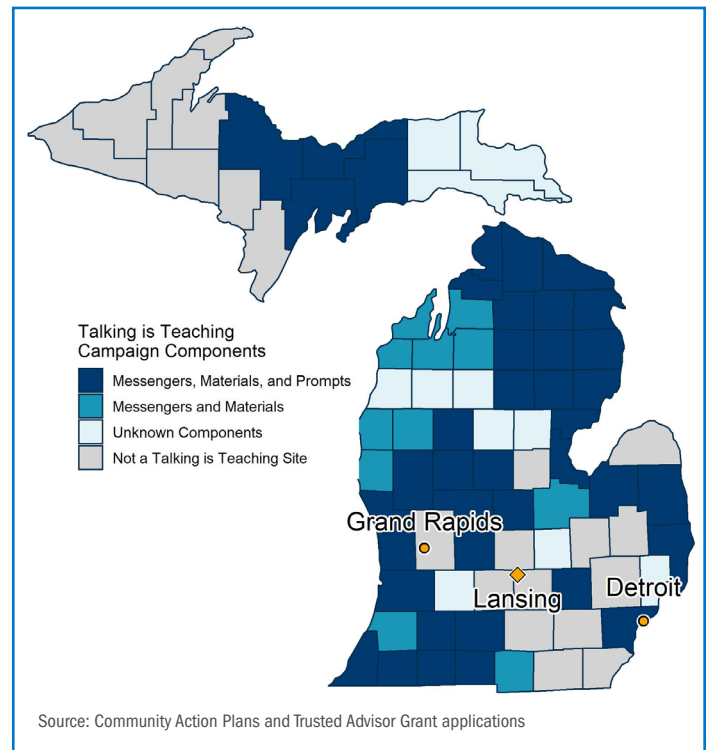 Talking is Teaching
Campaign Components
Messengers, Materials, and Prompts
Messengers and Materials
Unknown Components
Not a Talking is Teaching Site
Grand Rapids
Lansing
Detroit
Source: Community Action Plans and Trusted Advisor Grant applications